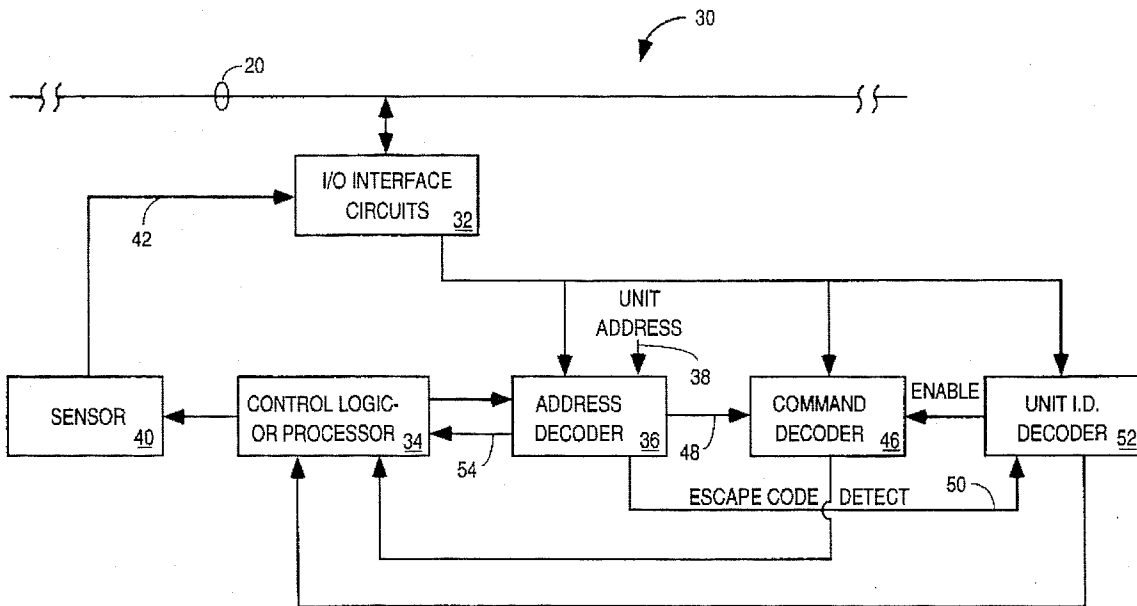 30
20
I/O INTERFACE
CIRCUITS
32
42
UNIT
ADDRESS
38
SENSOR
40
CONTROL LOGIC-
OR PROCESSOR
34
54
ADDRESS
DECODER
36
48
COMMAND
DECODER
46
ENABLE
UNIT I.D.
DECODER
52
ESCAPE CODE DETECT
50